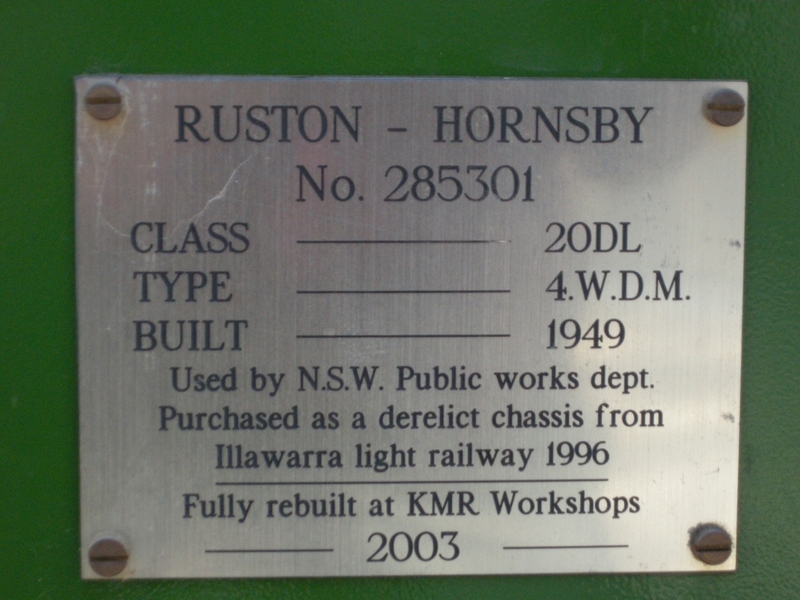 RUSTON - HORNSBY
No. 285301
CLASS 20DL
TYPE 4.W.D.M.
BUILT 1949
Used by N.S.W. Public works dept.
Purchased as a derelict chassis from
Illawarra light railway 1996
Fully rebuilt at KMR Workshops
2003